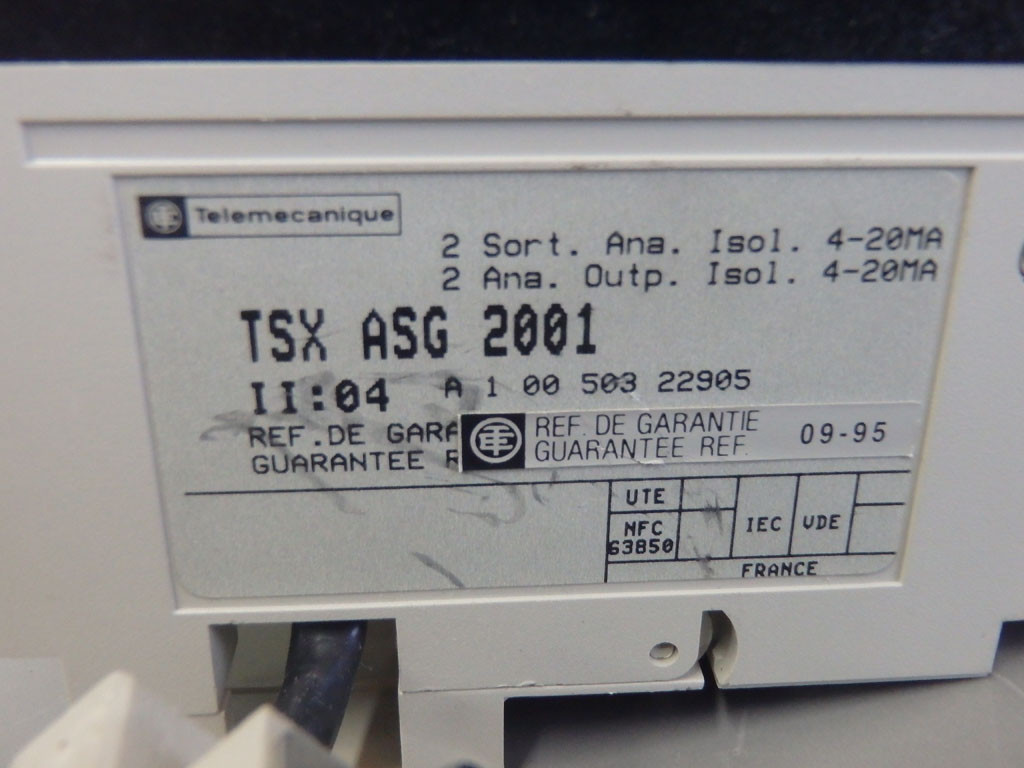 Telemecanique
2 Sort. Ana. Isol. 4-20MA
2 Ana. Outp. Isol. 4-20MA
TSX ASG 2001
II:04 A 1 00 503 22905
REF.DE GARA
GUARANTEE R
REF. DE GARANTIE 09-95
GUARANTEE REF.
UTE
NFC IEC VDE
63850
FRANCE